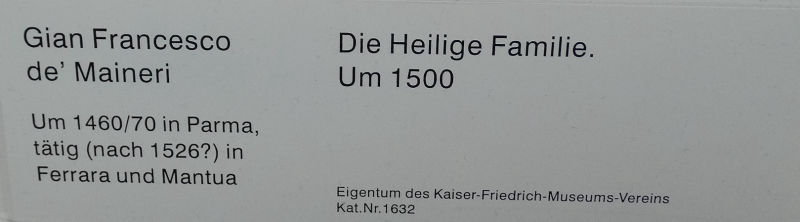 Gian Francesco
de' Maineri
Um 1460/70 in Parma,
tätig (nach 1526?) in
Ferrara und Mantua
Die Heilige Familie.
Um 1500
Eigentum des Kaiser-Friedrich-Museums-Vereins
Kat.Nr.1632